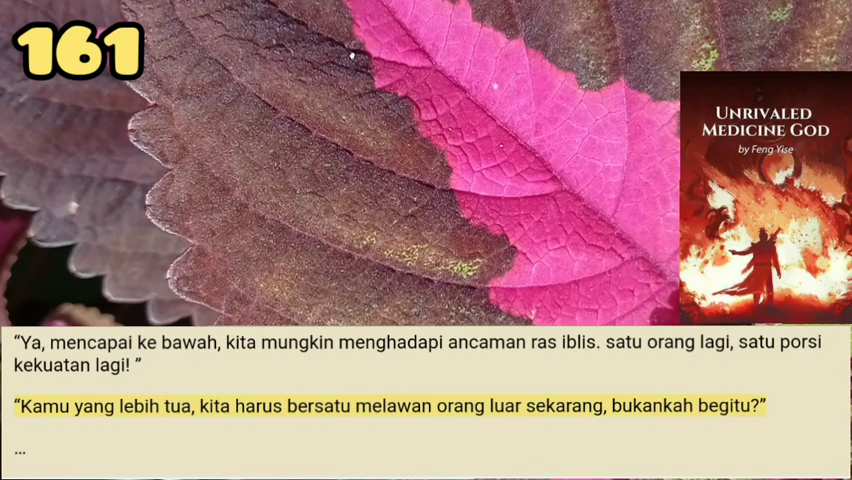 161
UNRIVALED
MEDICINE GOD
by Feng Yise
“Ya, mencapai ke bawah, kita mungkin menghadapi ancaman ras iblis. satu orang lagi, satu porsi
kekuatan lagi! ”
“Kamu yang lebih tua, kita harus bersatu melawan orang luar sekarang, bukankah begitu?”
...